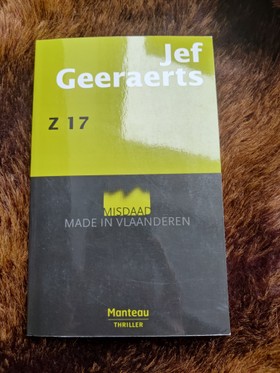 Jef
Geeraerts
Z 17
MISDAAD
MADE IN VLAANDEREN
Manteau
THRILLER